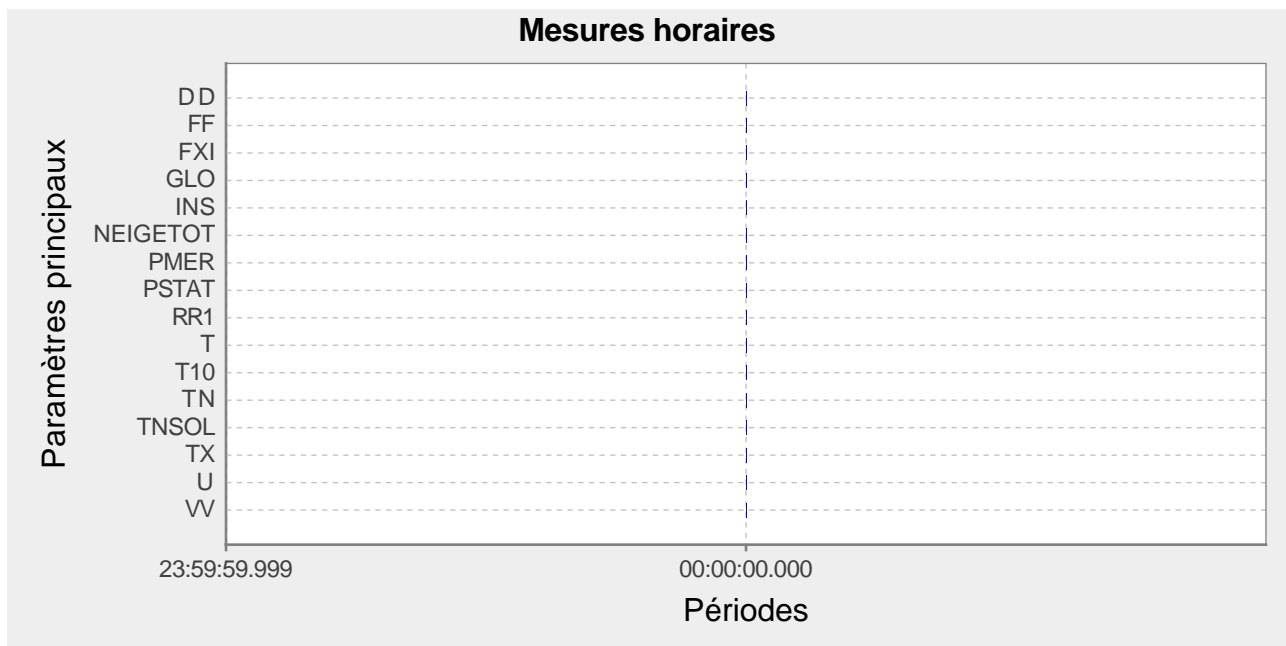 Mesures horaires
Paramètres principaux
DD
FF
FXI
GLO
INS
NEIGETOT
PMER
PSTAT
RR1
T
T10
TN
TNSOL
TX
U
VV
23:59:59.999 00:00:00.000
Périodes